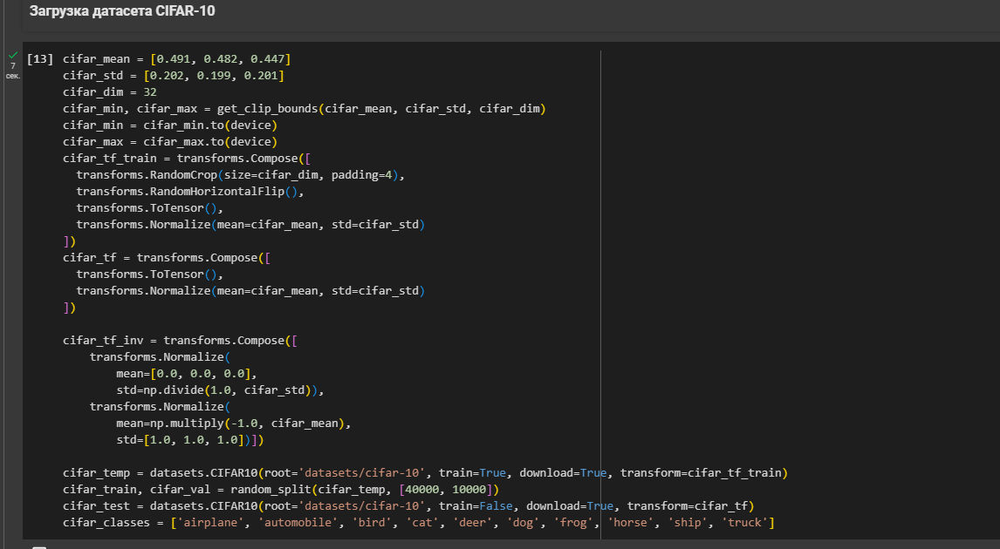 Загрузка датасета CIFAR-10
[13] cifar_mean = [0.491, 0.482, 0.447]
7
сек.
cifar_std = [0.202, 0.199, 0.201]
cifar_dim = 32
cifar_min, cifar_max = get_clip_bounds(cifar_mean, cifar_std, cifar_dim)
cifar_min = cifar_min.to(device)
cifar_max = cifar_max.to(device)
cifar_tf_train = transforms.Compose([
  transforms.RandomCrop(size=cifar_dim, padding=4),
  transforms.RandomHorizontalFlip(),
  transforms.ToTensor(),
  transforms.Normalize(mean=cifar_mean, std=cifar_std)
])
cifar_tf = transforms.Compose([
  transforms.ToTensor(),
  transforms.Normalize(mean=cifar_mean, std=cifar_std)
])
cifar_tf_inv = transforms.Compose([
    transforms.Normalize(
        mean=[0.0, 0.0, 0.0],
        std=np.divide(1.0, cifar_std)),
    transforms.Normalize(
        mean=np.multiply(-1.0, cifar_mean),
        std=[1.0, 1.0, 1.0])])
cifar_temp = datasets.CIFAR10(root='datasets/cifar-10', train=True, download=True, transform=cifar_tf_train)
cifar_train, cifar_val = random_split(cifar_temp, [40000, 10000])
cifar_test = datasets.CIFAR10(root='datasets/cifar-10', train=False, download=True, transform=cifar_tf)
cifar_classes = ['airplane', 'automobile', 'bird', 'cat', 'deer', 'dog', 'frog', 'horse', 'ship', 'truck']